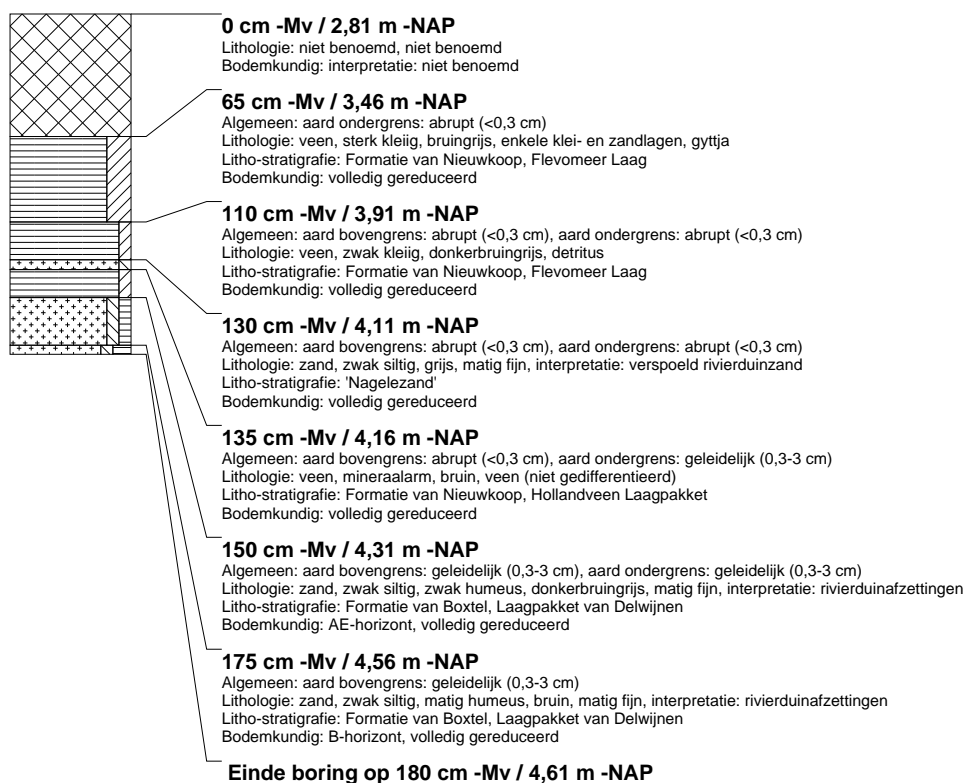 0 cm -Mv / 2,81 m -NAP
Lithologie: niet benoemd, niet benoemd
Bodemkundig: interpretatie: niet benoemd
65 cm -Mv / 3,46 m -NAP
Algemeen: aard ondergrens: abrupt (<0,3 cm)
Lithologie: veen, sterk kleiig, bruingrijs, enkele klei- en zandlagen, gyttja
Litho-stratigrafie: Formatie van Nieuwkoop, Flevomeer Laag
Bodemkundig: volledig gereduceerd
110 cm -Mv / 3,91 m -NAP
Algemeen: aard bovengrens: abrupt (<0,3 cm), aard ondergrens: abrupt (<0,3 cm)
Lithologie: veen, zwak kleiig, donkerbruingrijs, detritus
Litho-stratigrafie: Formatie van Nieuwkoop, Flevomeer Laag
Bodemkundig: volledig gereduceerd
130 cm -Mv / 4,11 m -NAP
Algemeen: aard bovengrens: abrupt (<0,3 cm), aard ondergrens: abrupt (<0,3 cm)
Lithologie: zand, zwak siltig, grijs, matig fijn, interpretatie: verspoeld rivierduinzand
Litho-stratigrafie: 'Nagelezand'
Bodemkundig: volledig gereduceerd
135 cm -Mv / 4,16 m -NAP
Algemeen: aard bovengrens: abrupt (<0,3 cm), aard ondergrens: geleidelijk (0,3-3 cm)
Lithologie: veen, mineraalarm, bruin, veen (niet gedifferentieerd)
Litho-stratigrafie: Formatie van Nieuwkoop, Hollandveen Laagpakket
Bodemkundig: volledig gereduceerd
150 cm -Mv / 4,31 m -NAP
Algemeen: aard bovengrens: geleidelijk (0,3-3 cm), aard ondergrens: geleidelijk (0,3-3 cm)
Lithologie: zand, zwak siltig, zwak humeus, donkerbruingrijs, matig fijn, interpretatie: rivierduinafzettingen
Litho-stratigrafie: Formatie van Boxtel, Laagpakket van Delwijnen
Bodemkundig: AE-horizont, volledig gereduceerd
175 cm -Mv / 4,56 m -NAP
Algemeen: aard bovengrens: geleidelijk (0,3-3 cm)
Lithologie: zand, zwak siltig, matig humeus, bruin, matig fijn, interpretatie: rivierduinafzettingen
Litho-stratigrafie: Formatie van Boxtel, Laagpakket van Delwijnen
Bodemkundig: B-horizont, volledig gereduceerd
Einde boring op 180 cm -Mv / 4,61 m -NAP